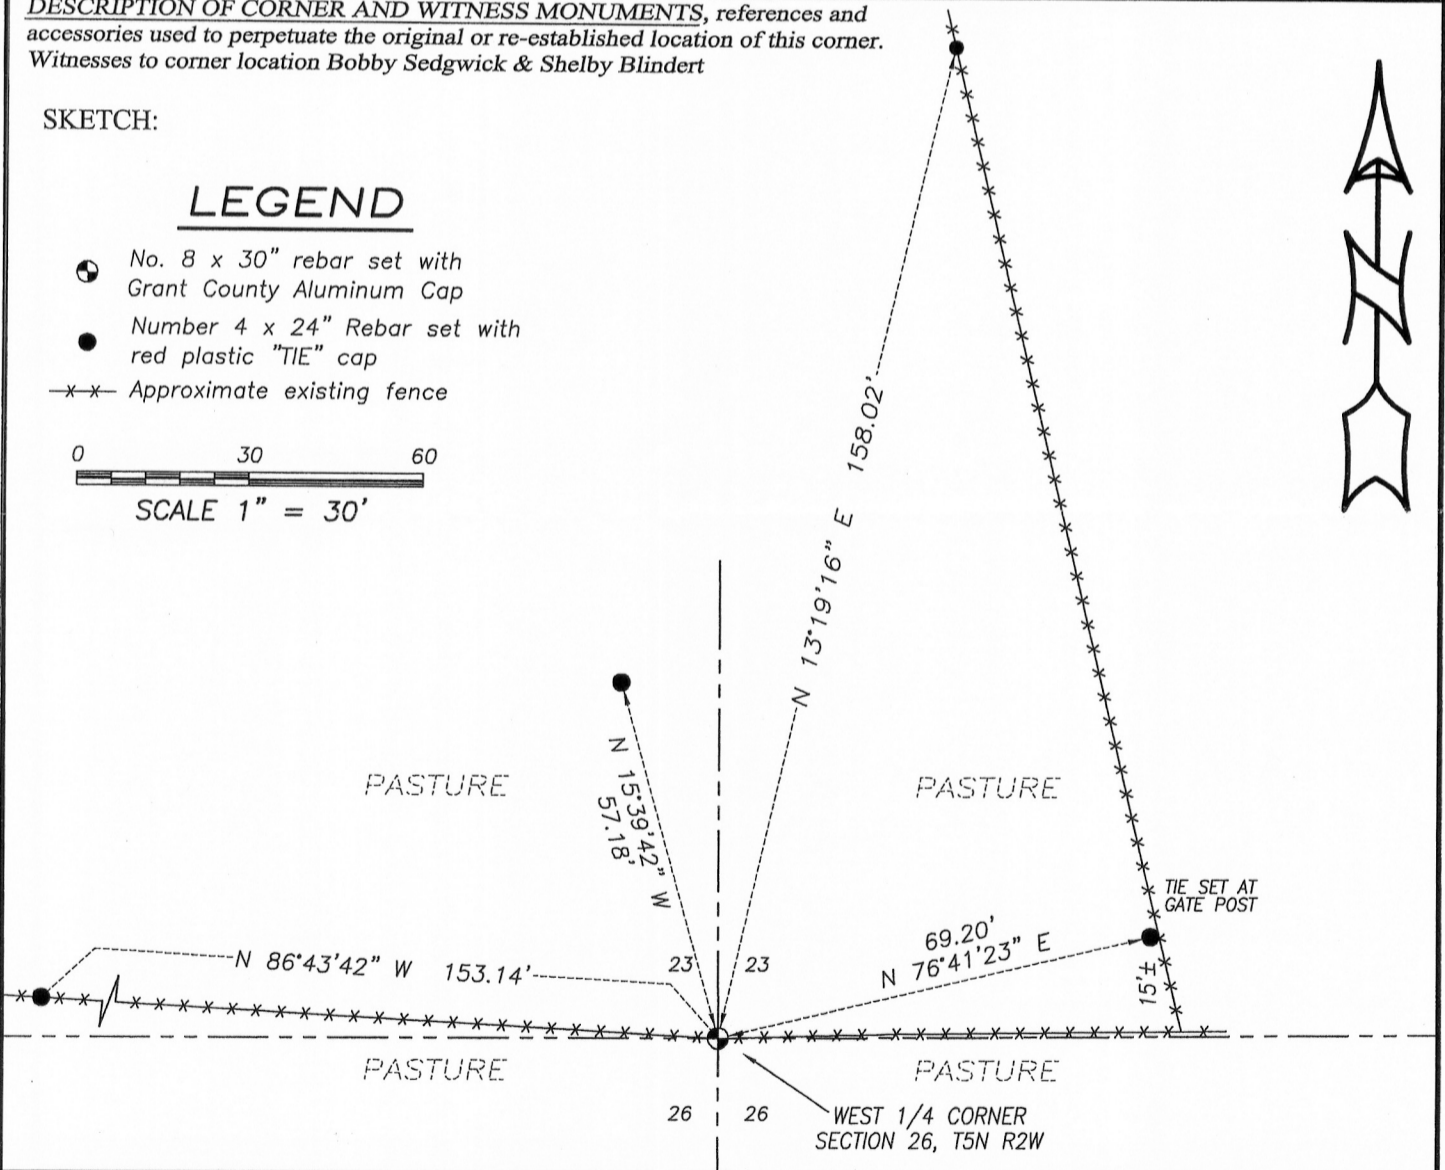 DESCRIPTION OF CORNER AND WITNESS MONUMENTS, references and
accessories used to perpetuate the original or re-established location of this corner.
Witnesses to corner location Bobby Sedgwick & Shelby Blindert
SKETCH:
LEGEND
No. 8 x 30" rebar set with
Grant County Aluminum Cap
Number 4 x 24" Rebar set with
red plastic "TIE" cap
Approximate existing fence
0 30 60
SCALE 1" = 30'
N
N 13°19'16" E 158.02'
N 15°39'42" W
57.18'
PASTURE
PASTURE
TIE SET AT
GATE POST
69.20'
N 76°41'23" E
15'±
N 86°43'42" W 153.14'
23 23
PASTURE
PASTURE
26 26
WEST 1/4 CORNER
SECTION 26, T5N R2W